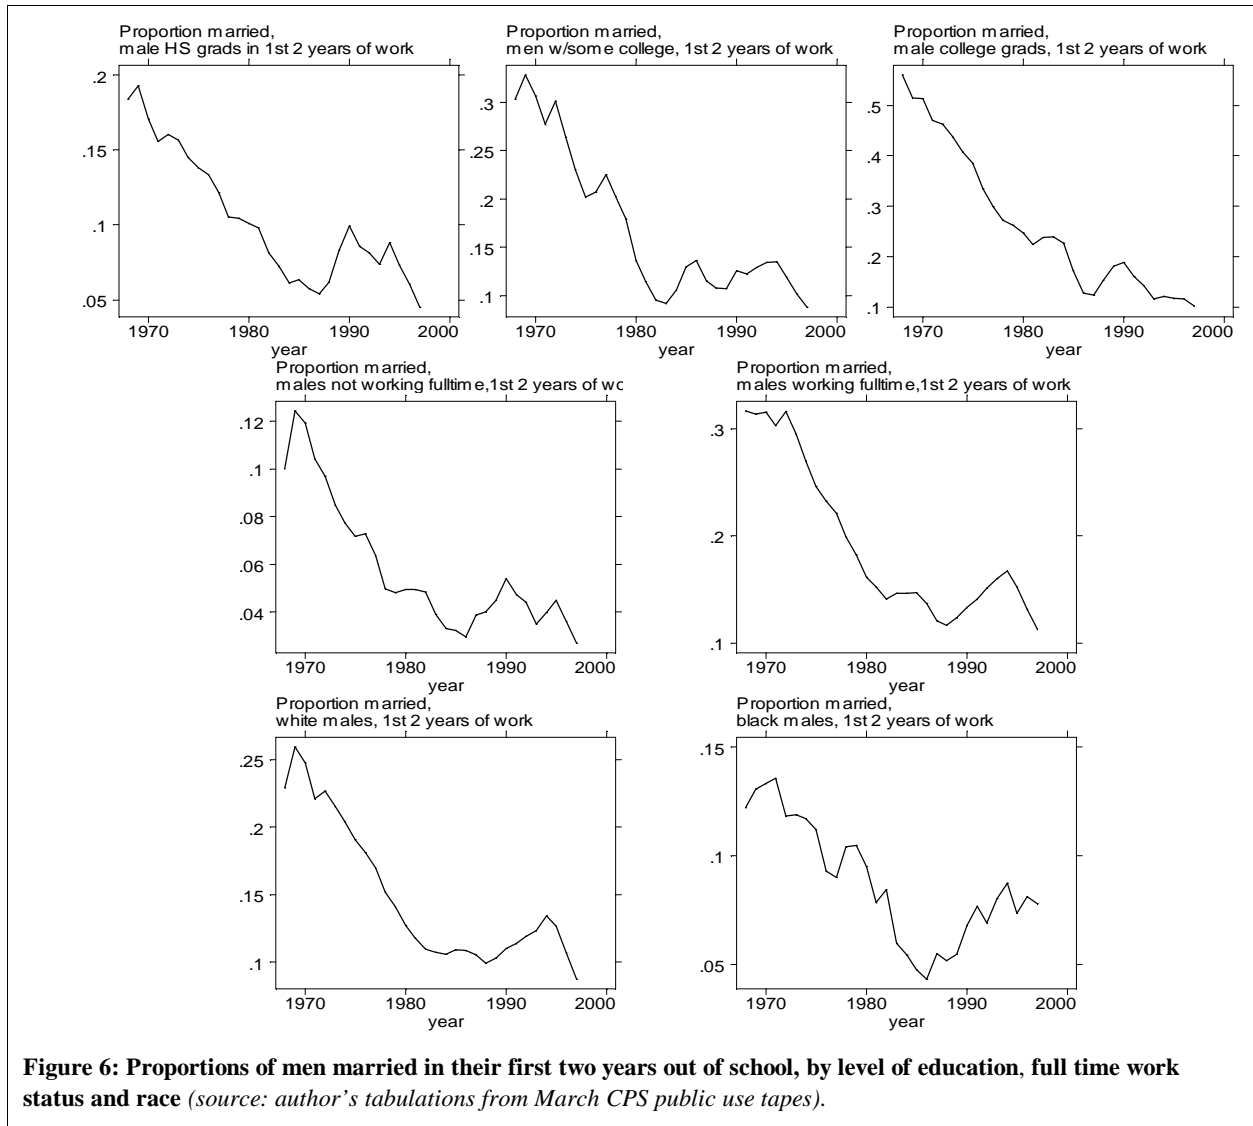 Proportion married,
male HS grads in 1st 2 years of work
.2
.15
.1
.05
1970 1980 1990 2000
year
Proportion married,
men w/some college, 1st 2 years of work
.3
.25
.2
.15
.1
1970 1980 1990 2000
year
Proportion married,
male college grads, 1st 2 years of work
.5
.4
.3
.2
.1
1970 1980 1990 2000
year
Proportion married,
males not working fulltime,1st 2 years of wc
.12
.1
.08
.06
.04
1970 1980 1990 2000
year
Proportion married,
males working fulltime,1st 2 years of work
.3
.2
.1
1970 1980 1990 2000
year
Proportion married,
white males, 1st 2 years of work
.25
.2
.15
.1
1970 1980 1990 2000
year
Proportion married,
black males, 1st 2 years of work
.15
.1
.05
1970 1980 1990 2000
year
Figure 6: Proportions of men married in their first two years out of school, by level of education, full time work
status and race (source: author's tabulations from March CPS public use tapes).